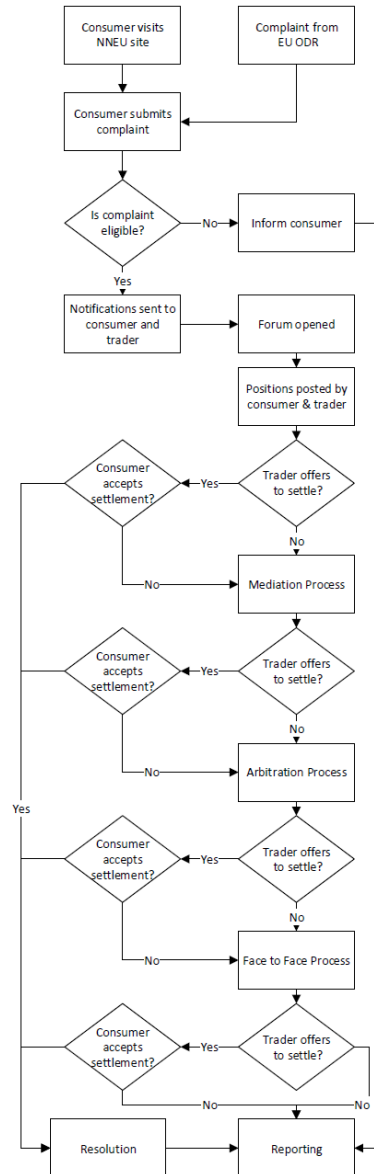 Consumer visits
NNEU site
Complaint from
EU ODR
Consumer submits
complaint
Is complaint
eligible?
No
Inform consumer
Yes
Notifications sent to
consumer and
trader
Forum opened
Positions posted by
consumer & trader
Consumer
accepts
settlement?
Yes
Trader offers
to settle?
No
No
Mediation Process
Consumer
accepts
settlement?
Yes
Trader offers
to settle?
No
No
Arbitration Process
Yes
Consumer
accepts
settlement?
Yes
Trader offers
to settle?
No
No
Face to Face Process
Consumer
accepts
settlement?
Yes
Trader offers
to settle?
No
No
Resolution
Reporting